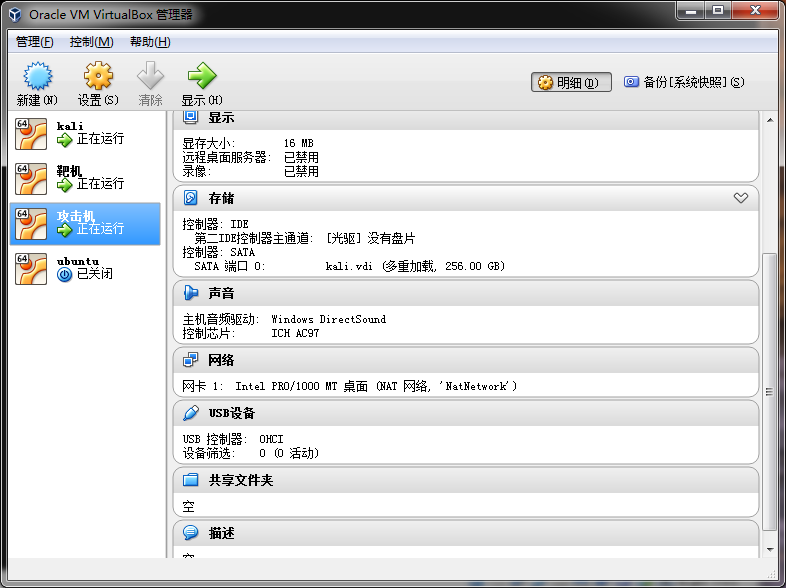 Oracle VM VirtualBox 管理器
管理(F) 控制(M) 帮助(H)
新建(N) 设置(S) 清除 显示(H) 明细(D) 备份[系统快照](S)
64 kali
正在运行
64 靶机
正在运行
64 攻击机
正在运行
64 ubuntu
已关闭
显示
显存大小: 16 MB
远程桌面服务器: 已禁用
录像: 已禁用
存储
控制器: IDE
第二IDE控制器主通道: [光驱] 没有盘片
控制器: SATA
SATA 端口 0: kali.vdi (多重加载, 256.00 GB)
声音
主机音频驱动: Windows DirectSound
控制芯片: ICH AC97
网络
网卡 1: Intel PRO/1000 MT 桌面 (NAT 网络, 'NatNetwork')
USB设备
USB 控制器: OHCI
设备筛选: 0 (0 活动)
共享文件夹
空
描述